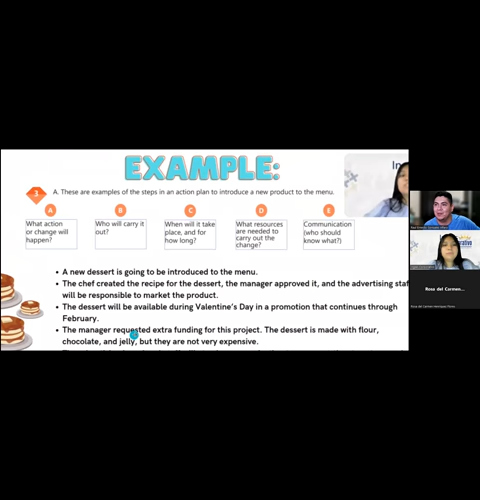 EXAMPLE:
In
3
A. These are examples of the steps in an action plan to introduce a new product to the menu.
A B C D E
What action
or change will
happen?
Who will carry it
out?
When will it take
place, and for
how long?
What resources
are needed to
carry out the
change?
Communication
(who should
know what?)
• A new dessert is going to be introduced to the menu.
• The chef created the recipe for the dessert, the manager approved it, and the advertising staf
will be responsible to market the product.
• The dessert will be available during Valentine's Day in a promotion that continues through
February.
• The manager requested extra funding for this project. The dessert is made with flour,
chocolate, and jelly, but they are not very expensive.
Rosa del Carmen...